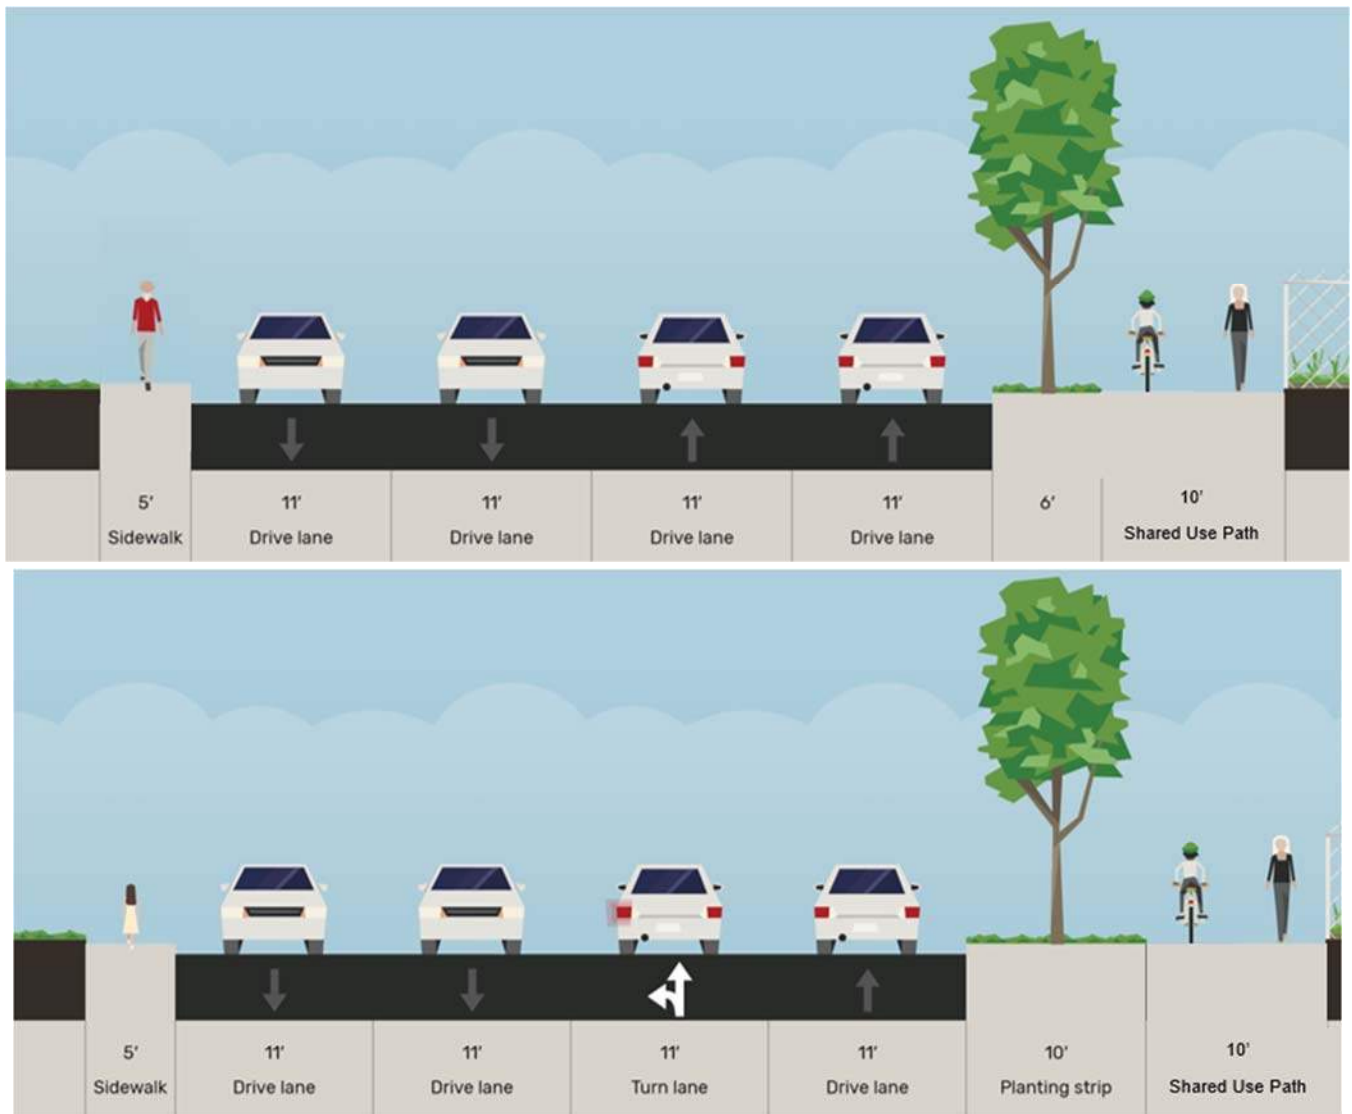 5′ 11′ 11′ 11′ 11′ 6′ 10'
Sidewalk Drive lane Drive lane Drive lane Drive lane Shared Use Path
5′ 11′ 11′ 11′ 11′ 10′ 10'
Sidewalk Drive lane Drive lane Turn lane Drive lane Planting strip Shared Use Path